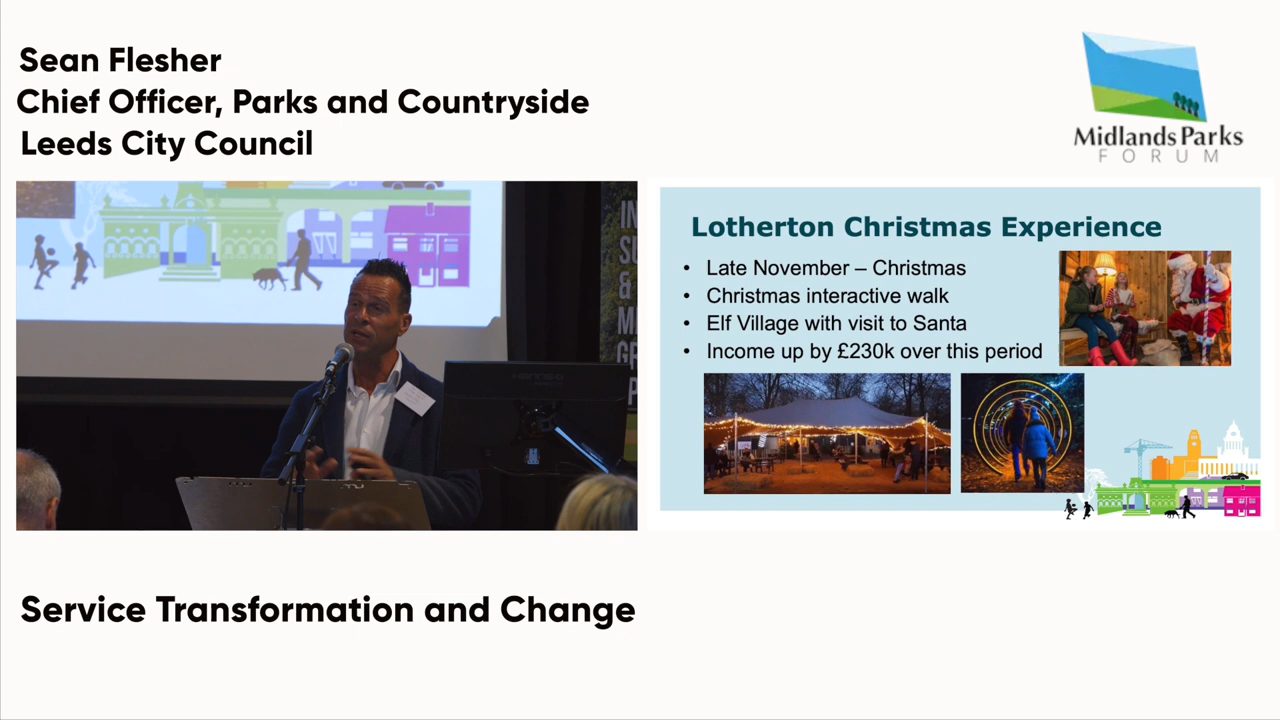 Sean Flesher
Chief Officer, Parks and Countryside
Leeds City Council
Midlands Parks
FORUM
Lotherton Christmas Experience
• Late November – Christmas
• Christmas interactive walk
• Elf Village with visit to Santa
• Income up by £230k over this period
Service Transformation and Change